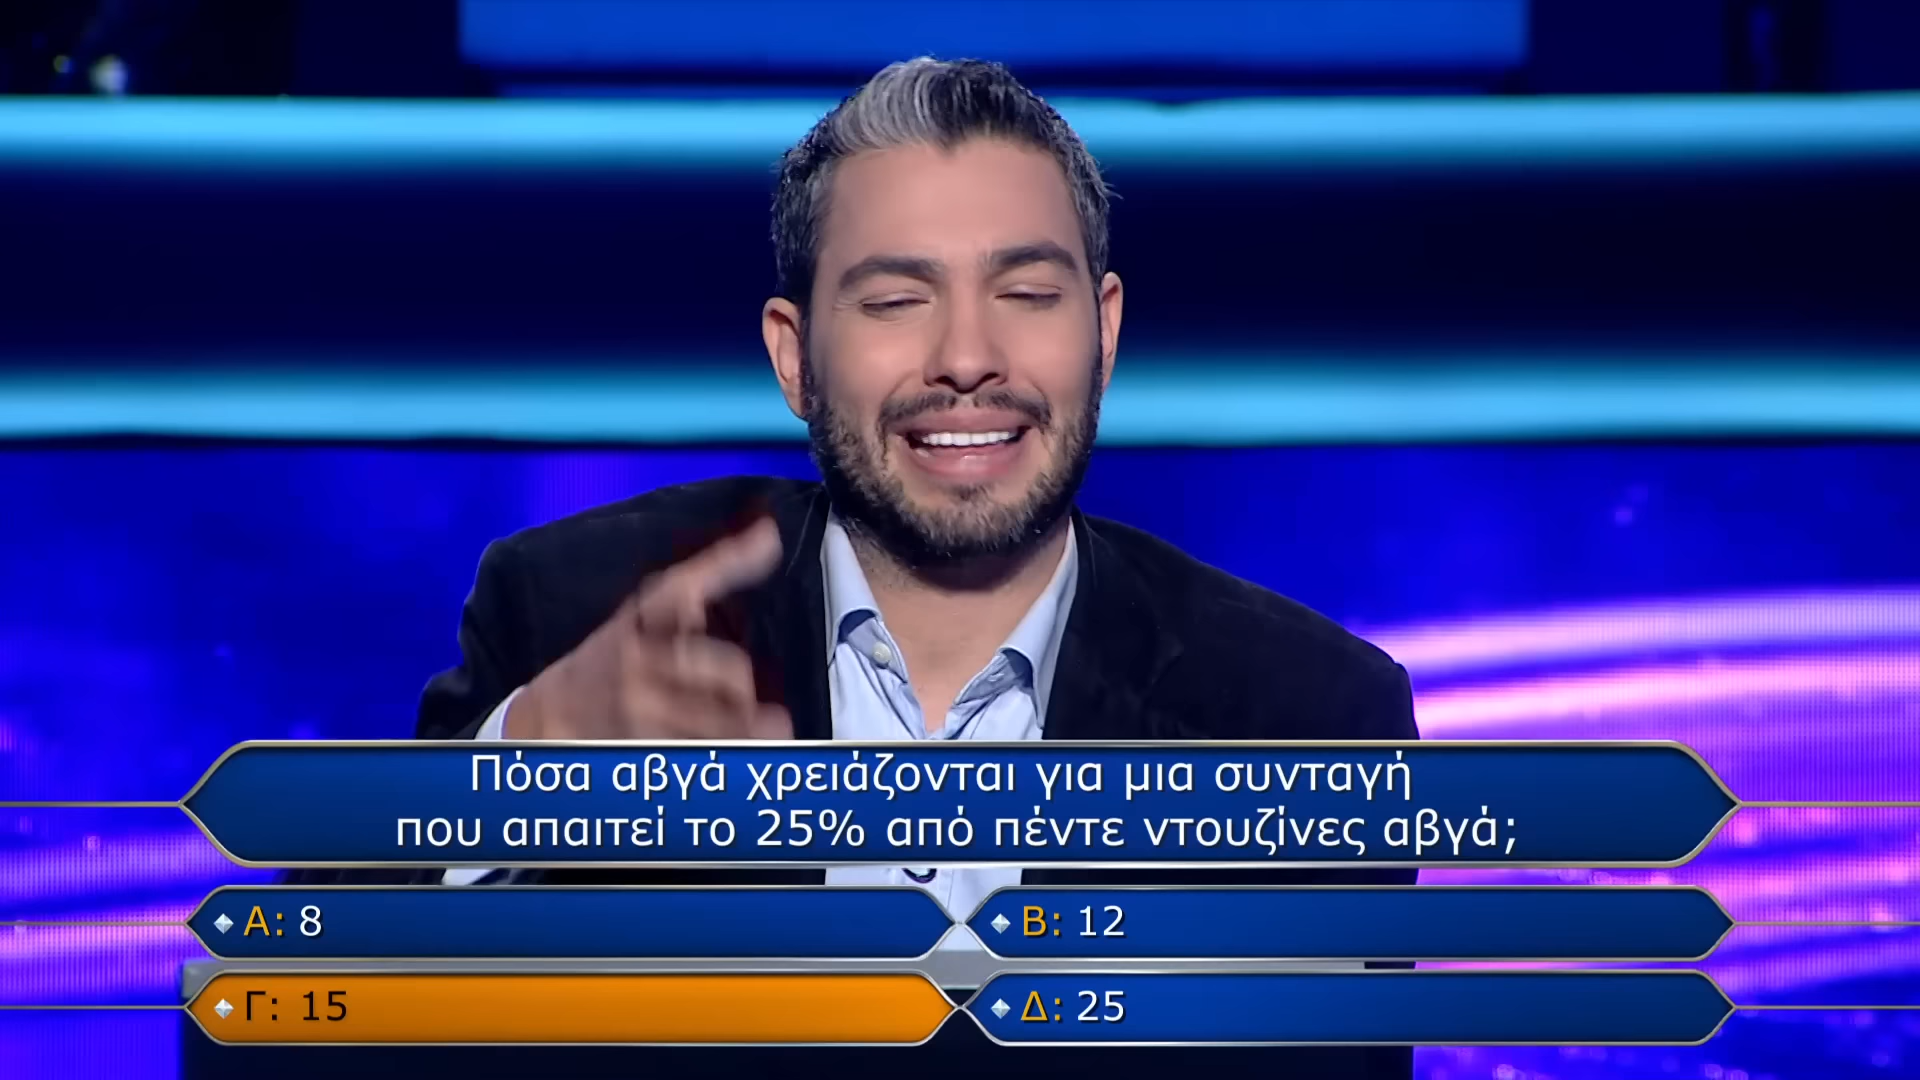 Πόσα αβγά χρειάζονται για μια συνταγή
που απαιτεί το 25% από πέντε ντουζίνες αβγά;
Α: 8
Β: 12
Γ: 15
Δ: 25